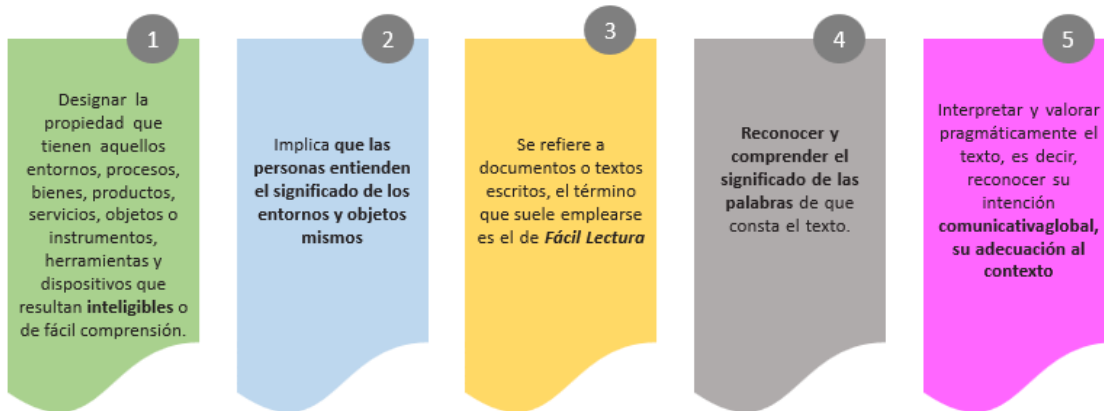 1
Designar la
propiedad que
tienen aquellos
entornos, procesos,
bienes, productos,
servicios, objetos o
instrumentos,
herramientas y
dispositivos que
resultan inteligibles o
de fácil comprensión.
2
Implica que las
personas entienden
el significado de los
entornos y objetos
mismos
3
Se refiere a
documentos o textos
escritos, el término
que suele emplearse
es el de Fácil Lectura
4
Reconocer y
comprender el
significado de las
palabras de que
consta el texto.
5
Interpretar y valorar
pragmáticamente el
texto, es decir,
reconocer su
intención
comunicativaglobal,
su adecuación al
contexto